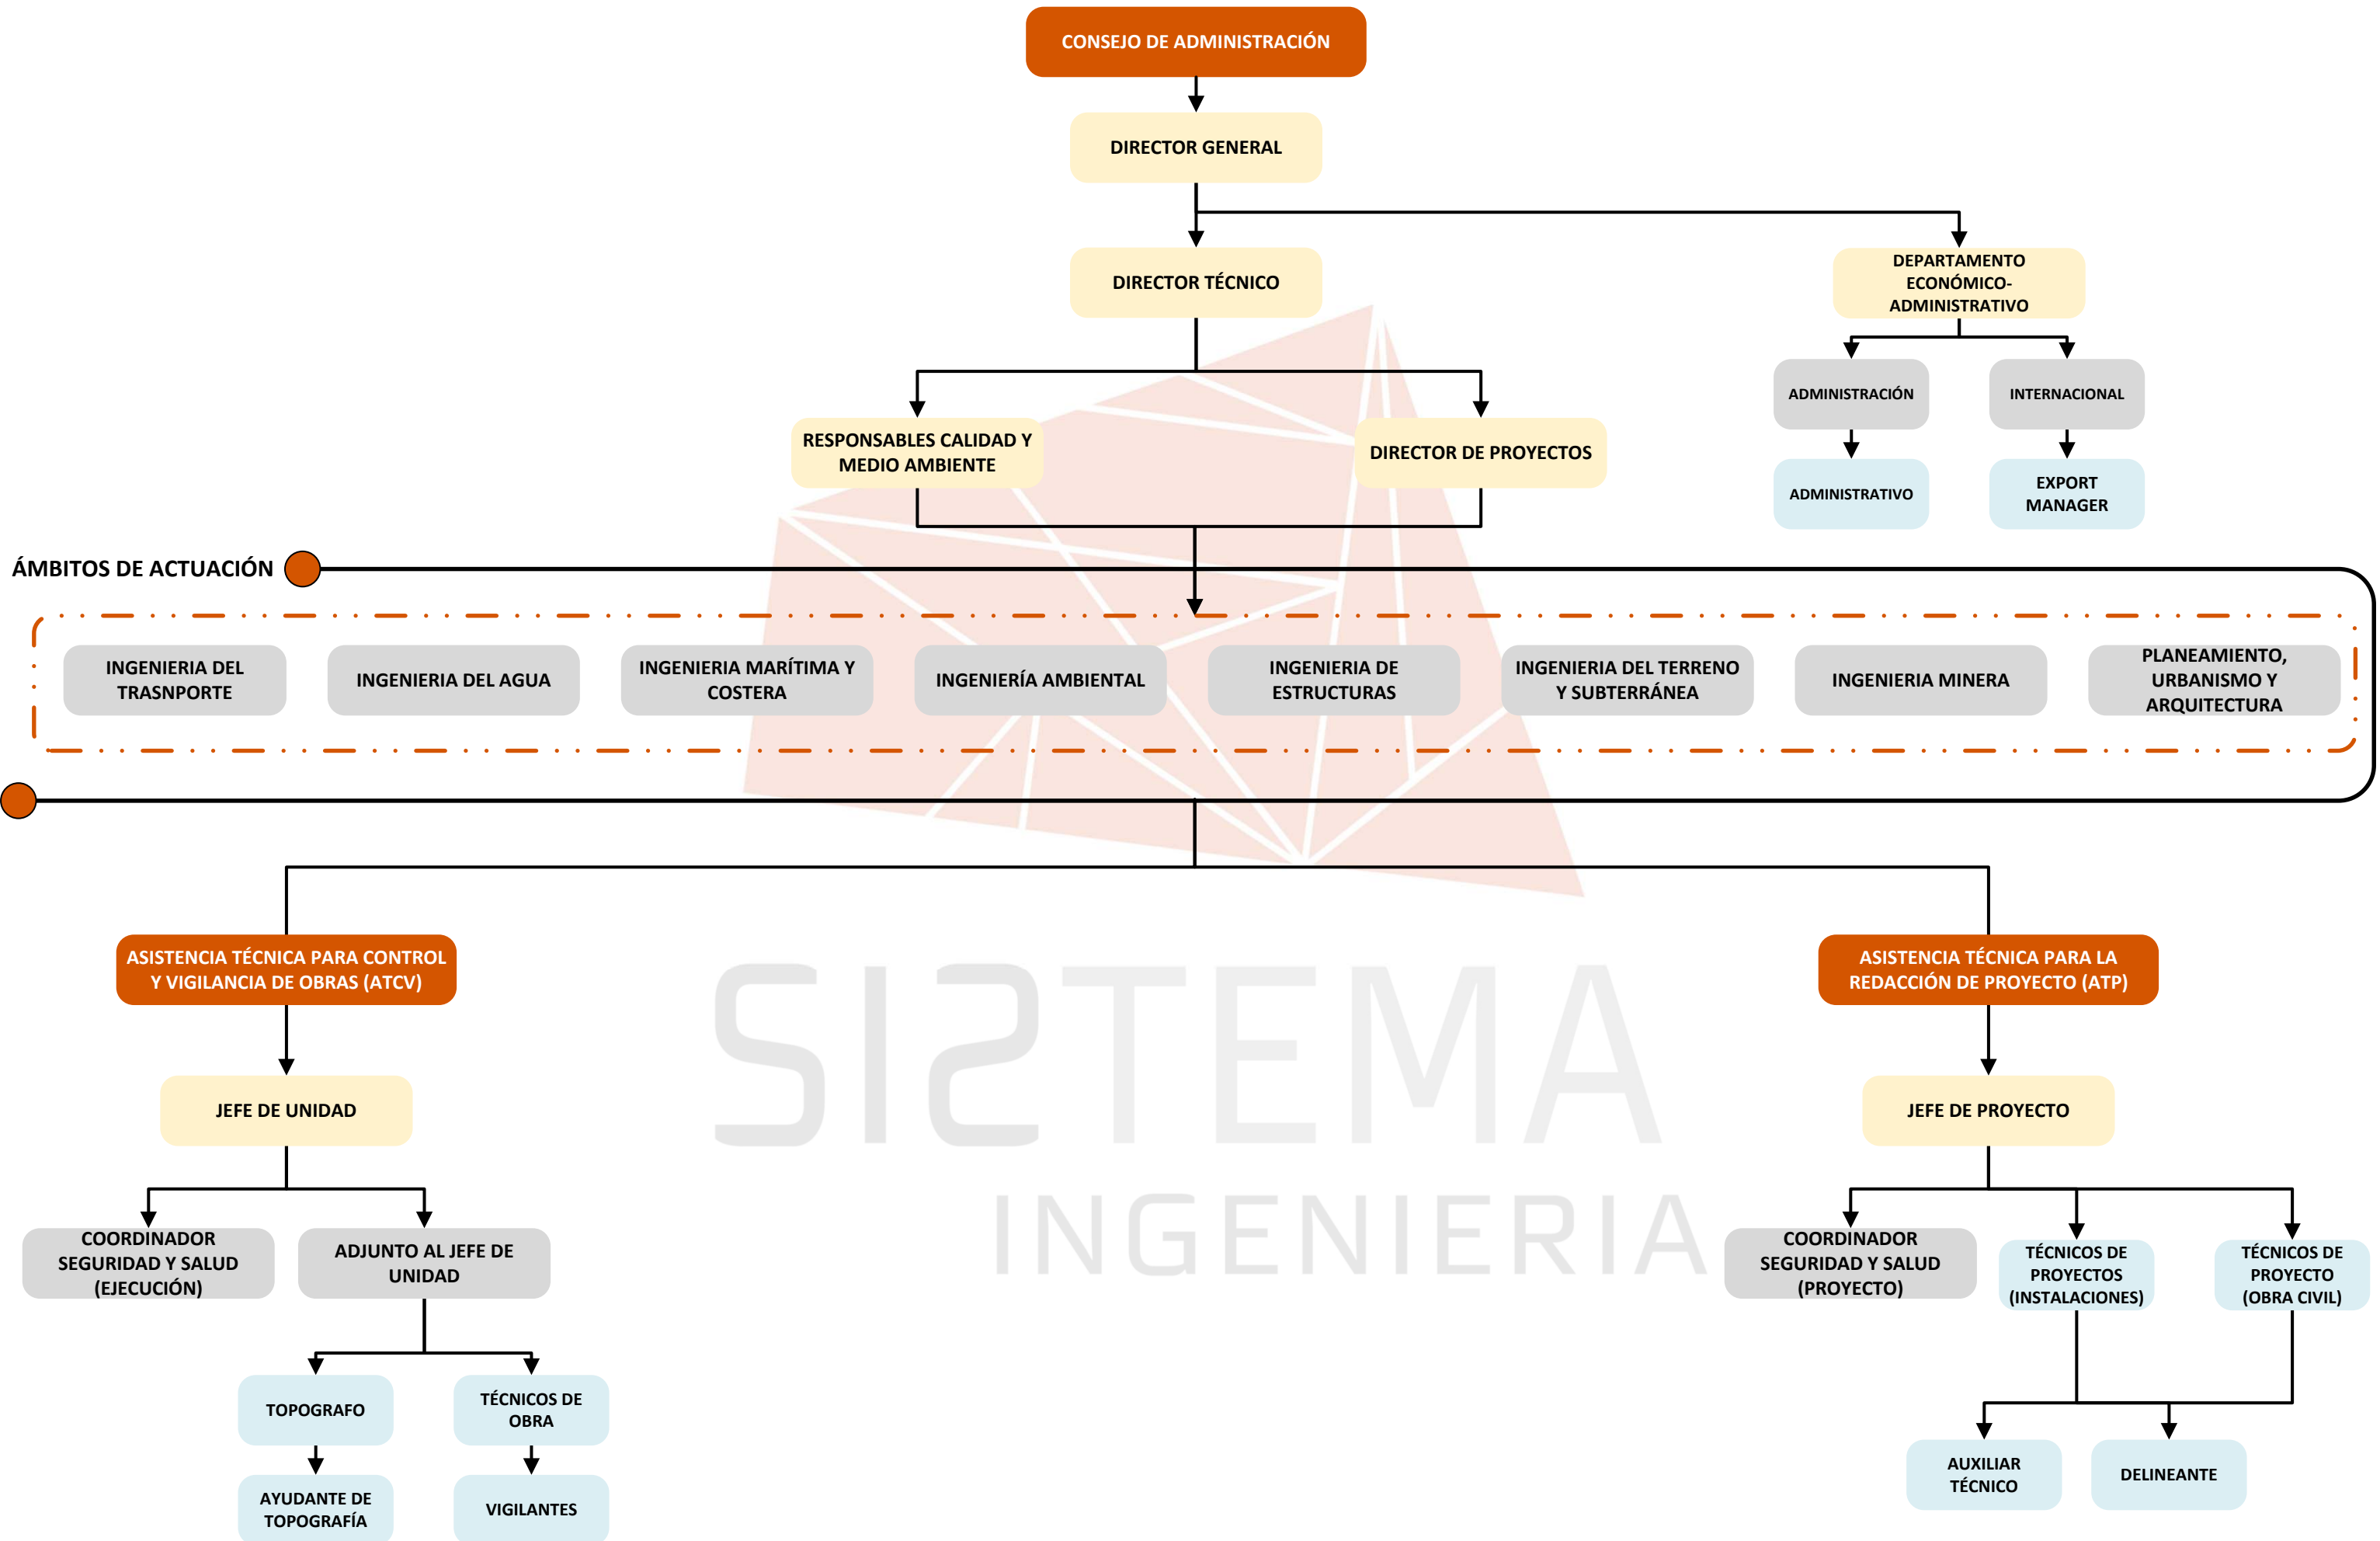 CONSEJO DE ADMINISTRACIÓN
DIRECTOR GENERAL
DIRECTOR TÉCNICO
DEPARTAMENTO
ECONÓMICO-
ADMINISTRATIVO
ADMINISTRACIÓN
INTERNACIONAL
RESPONSABLES CALIDAD Y
MEDIO AMBIENTE
DIRECTOR DE PROYECTOS
ADMINISTRATIVO
EXPORT
MANAGER
ÁMBITOS DE ACTUACIÓN
INGENIERIA DEL
TRASNPORTE
INGENIERIA DEL AGUA
INGENIERIA MARÍTIMA Y
COSTERA
INGENIERÍA AMBIENTAL
INGENIERIA DE
ESTRUCTURAS
INGENIERIA DEL TERRENO
Y SUBTERRÁNEA
INGENIERIA MINERA
PLANEAMIENTO,
URBANISMO Y
ARQUITECTURA
ASISTENCIA TÉCNICA PARA CONTROL
Y VIGILANCIA DE OBRAS (ATCV)
ASISTENCIA TÉCNICA PARA LA
REDACCIÓN DE PROYECTO (ATP)
SISTEMA
INGENIERIA
JEFE DE UNIDAD
JEFE DE PROYECTO
COORDINADOR
SEGURIDAD Y SALUD
(EJECUCIÓN)
ADJUNTO AL JEFE DE
UNIDAD
COORDINADOR
SEGURIDAD Y SALUD
(PROYECTO)
TÉCNICOS DE
PROYECTOS
(INSTALACIONES)
TÉCNICOS DE
PROYECTO
(OBRA CIVIL)
TOPOGRAFO
TÉCNICOS DE
OBRA
AYUDANTE DE
TOPOGRAFÍA
VIGILANTES
AUXILIAR
TÉCNICO
DELINEANTE